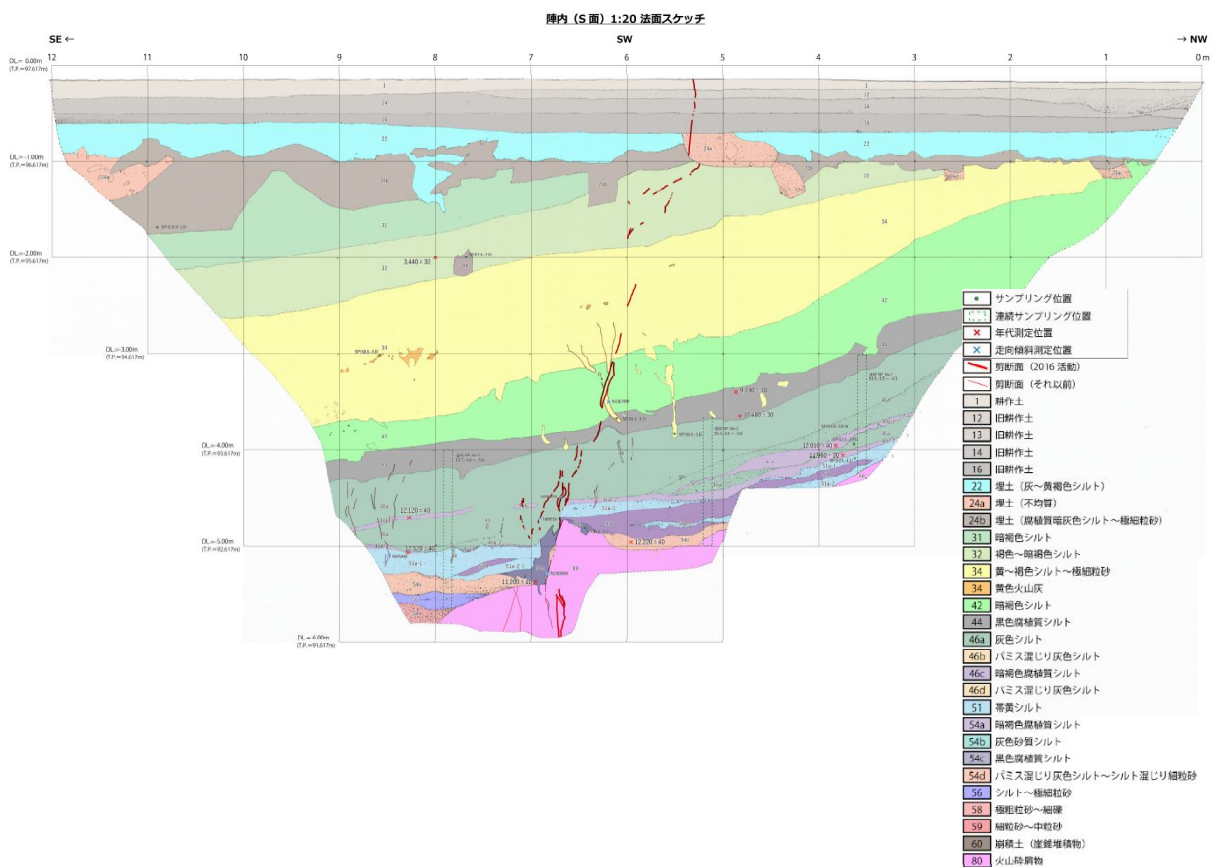 陣内（S 面）1:20 法面スケッチ
SE ←
SW
→ NW
12 11 10 9 8 7 6 5 4 3 2 1 0 m
DL.= 0.00m
(T.P.=97.617m)
DL.= -1.00m
(T.P.=96.617m)
DL.=-2.00m
(T.P.=95.617m)
DL.=-3.00m
(T.P.=94.617m)
DL.=-4.00m
(T.P.=93.617m)
DL.=-5.00m
(T.P.=92.617m)
DL.=-6.00m
(T.P.=91.617m)
3,440±30
9,790±30
10,480±30
12,010±40
11,960±30
12,120±40
12,220±40
11,200±40
サンプリング位置
連続サンプリング位置
年代測定位置
走向傾斜測定位置
剪断面（2016 活動）
剪断面（それ以前）
1 耕作土
12 旧耕作土
13 旧耕作土
14 旧耕作土
16 旧耕作土
22 埋土（灰～黄褐色シルト）
24a 埋土（不均質）
24b 埋土（腐植質暗灰色シルト～極細粒砂）
31 暗褐色シルト
32 褐色～暗褐色シルト
34 黄～褐色シルト～極細粒砂
34 黄色火山灰
42 暗褐色シルト
44 黒色腐植質シルト
46a 灰色シルト
46b パミス混じり灰色シルト
46c 暗褐色腐植質シルト
46d パミス混じり灰色シルト
51 帯黄シルト
54a 暗褐色腐植質シルト
54b 灰色砂質シルト
54c 黒色腐植質シルト
54d パミス混じり灰色シルト～シルト混じり細粒砂
56 シルト～極細粒砂
58 極粗粒砂～細礫
59 細粒砂～中粒砂
60 崩積土（崖錐堆積物）
80 火山砕屑物